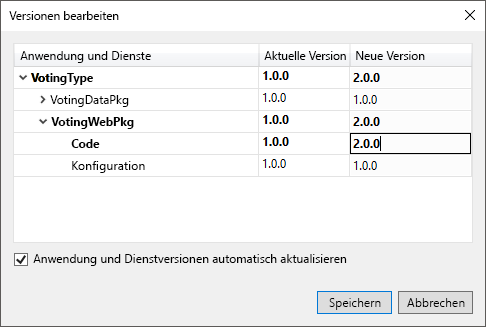 Versionen bearbeiten
Anwendung und Dienste Aktuelle Version Neue Version
VotingType 1.0.0 2.0.0
VotingDataPkg 1.0.0 1.0.0
VotingWebPkg 1.0.0 2.0.0
Code 1.0.0 2.0.0
Konfiguration 1.0.0 1.0.0
Anwendung und Dienstversionen automatisch aktualisieren
Speichern Abbrechen